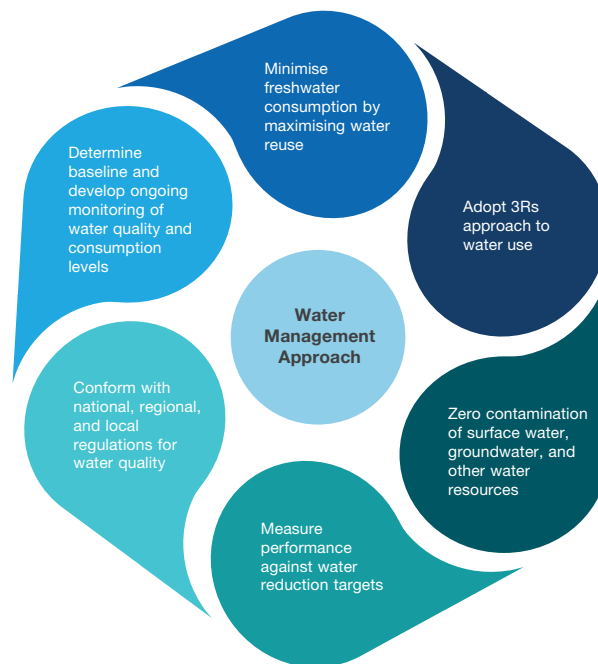 Minimise
freshwater
consumption by
maximising water
reuse
Adopt 3Rs
approach to
water use
Zero contamination
of surface water,
groundwater, and
other water
resources
Measure
performance
against water
reduction targets
Conform with
national, regional,
and local
regulations for
water quality
Determine
baseline and
develop ongoing
monitoring of
water quality and
consumption
levels
Water
Management
Approach